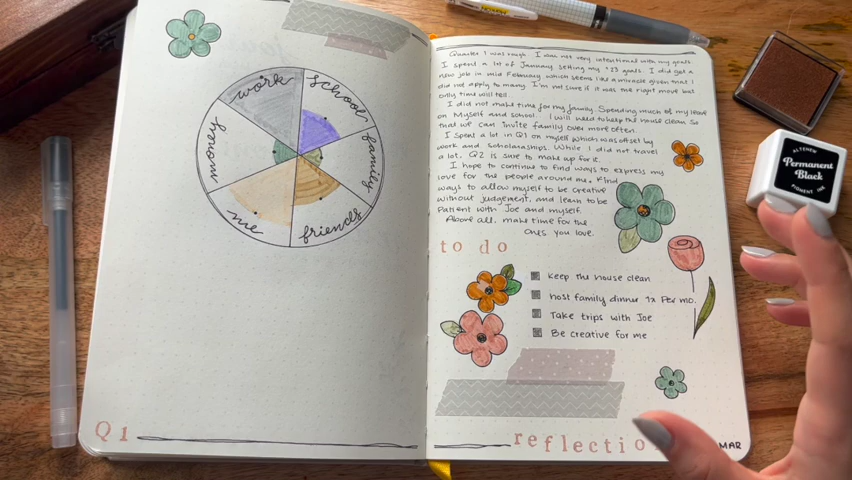 work
school
family
friends
me
money
Q1
Quarter 1 was rough. I was not very intentional with my goals
I spend a lot of January setting my '23 goals. I did get a
new job in mid February which seems like a miracle given that I
did not apply to many. I'm not sure if it was the right move but
only time will tell.
I did not make time for my family. Spending much of my
on Myself and school. I will need to keep the house clean so
that we can invite family over more often.
I spent a lot in Q1 on myself which was offset by
work and scholarships. While I did not travel
a lot, Q2 is sure to make up for it.
I hope to continue to find ways to express my
love for the people around me. Find
ways to allow myself to be creative
without judgement, and learn to be
Patient with Joe and myself.
Above all, make time for the
Ones you love.
to do
Keep the house clean
host family dinner 1x Per mo.
Take trips with Joe
Be creative for me
reflectio
MAR
ALTENEW
Permanent
Black
PIGMENT INK